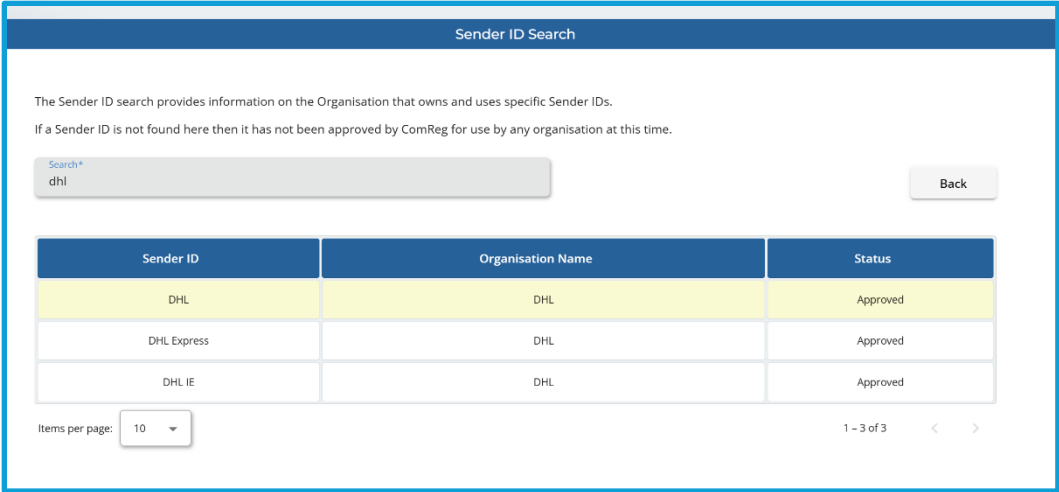 Sender ID Search
The Sender ID search provides information on the Organisation that owns and uses specific Sender IDs.
If a Sender ID is not found here then it has not been approved by ComReg for use by any organisation at this time.
Search*
dhl
Back
Sender ID Organisation Name Status
DHL DHL Approved
DHL Express DHL Approved
DHL IE DHL Approved
Items per page: 10 1 – 3 of 3